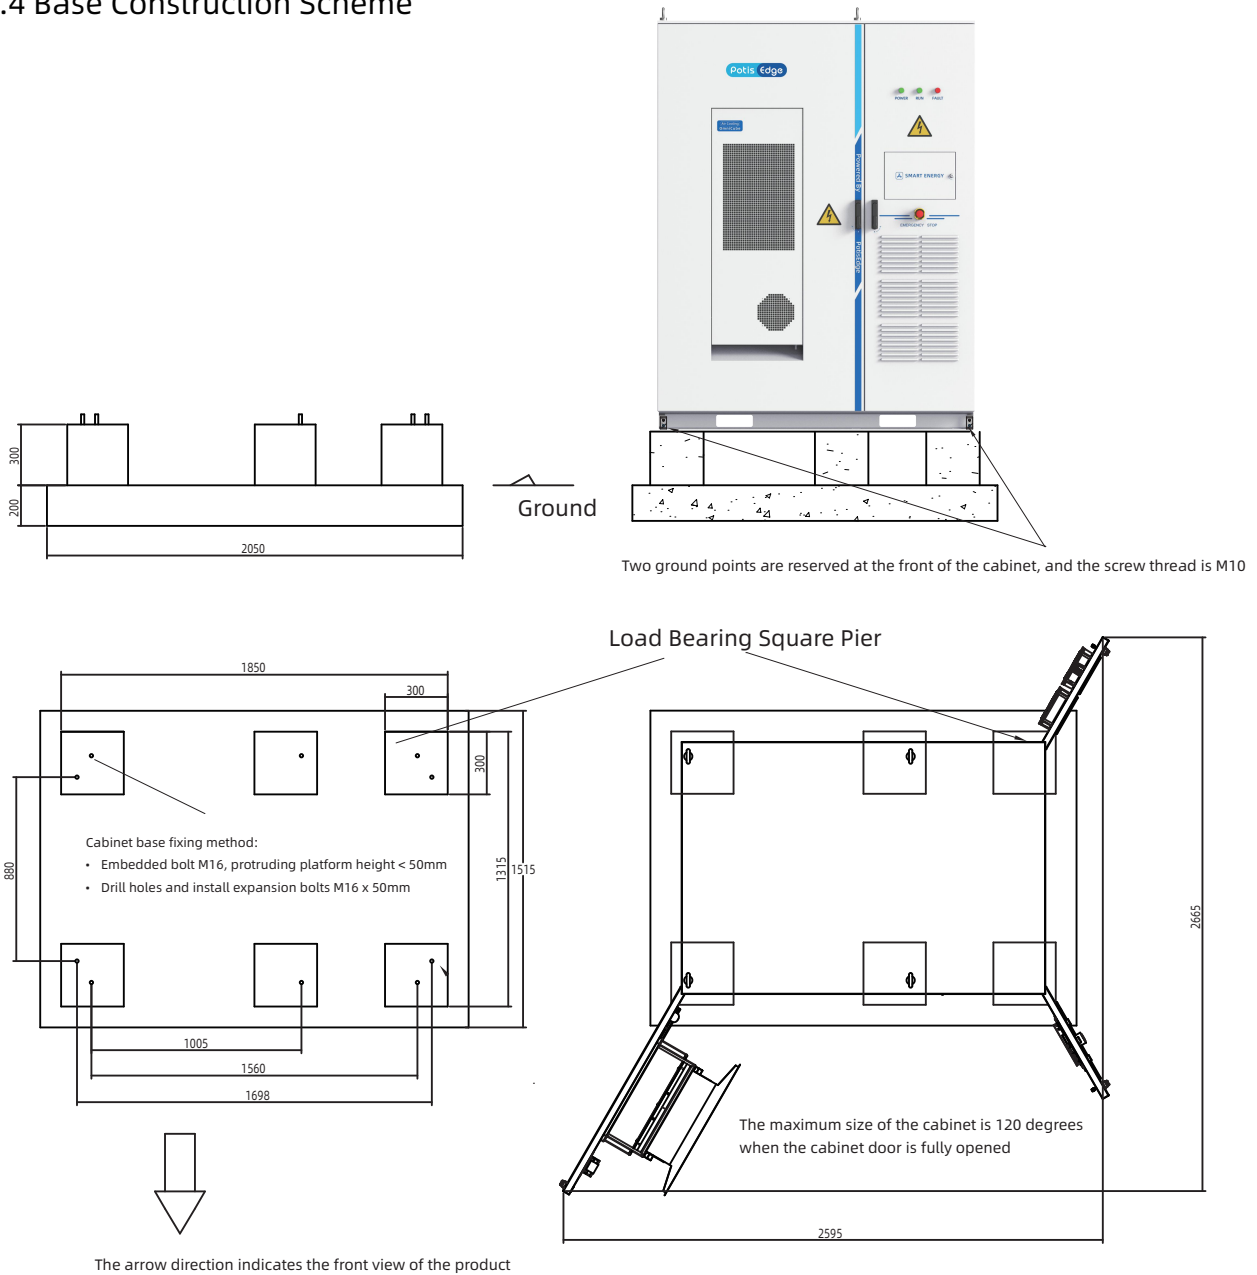 .4 Base Construction Scheme
Potis Edge
POWER RUN FAULT
SMART ENERGY
Powered By
PotisEdge
EMERGENCY STOP
300
200
2050
Ground
Two ground points are reserved at the front of the cabinet, and the screw thread is M10
Load Bearing Square Pier
1850
300
300
880
Cabinet base fixing method:
• Embedded bolt M16, protruding platform height < 50mm
• Drill holes and install expansion bolts M16 x 50mm
1315
1515
1005
1560
1698
2665
The maximum size of the cabinet is 120 degrees
when the cabinet door is fully opened
2595
The arrow direction indicates the front view of the product